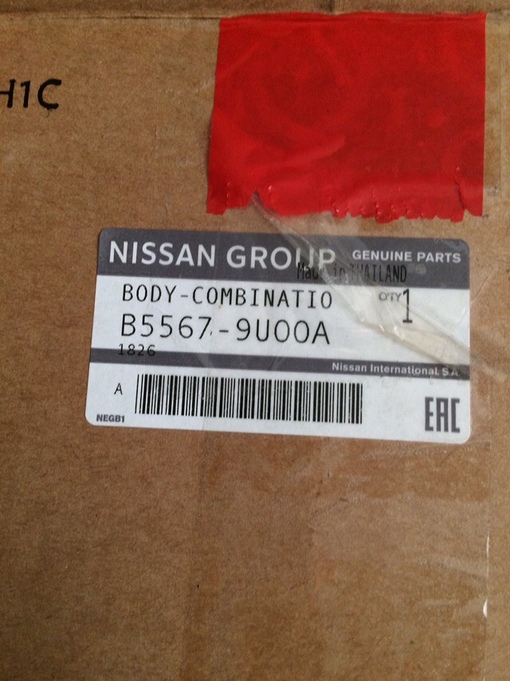 H1C
NISSAN GROUP GENUINE PARTS
Made in THAILAND
BODY-COMBINATIO QTY 1
B5567-9U00A
1826
Nissan International, S.A.
A
NEGB1
EAC